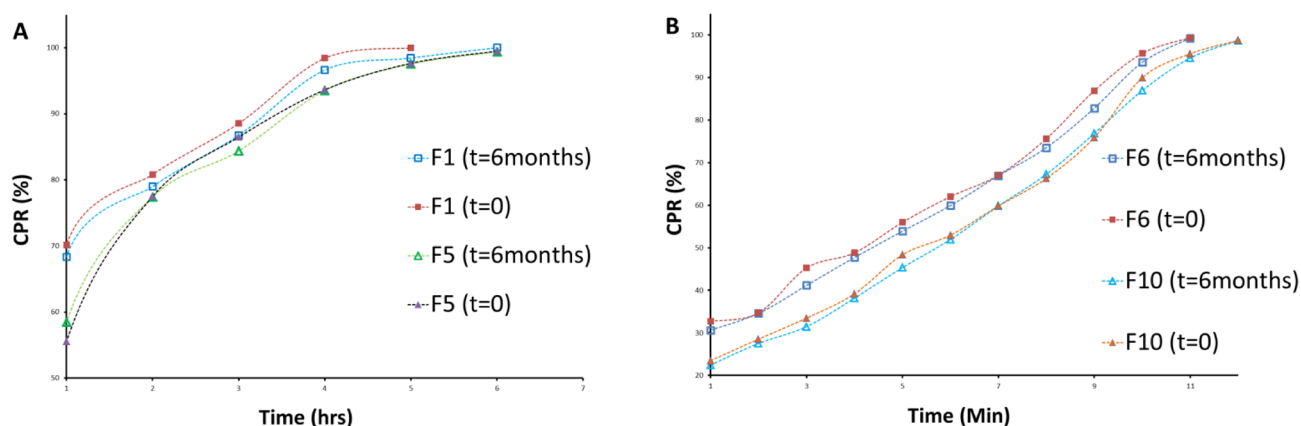 A
CPR (%)
100
90
80
70
60
50
1
2
3
4
5
6
7
Time (hrs)
F1 (t=6months)
F1 (t=0)
F5 (t=6months)
F5 (t=0)
B
CPR (%)
100
90
80
70
60
50
40
30
20
1
3
5
7
9
11
Time (Min)
F6 (t=6months)
F6 (t=0)
F10 (t=6months)
F10 (t=0)